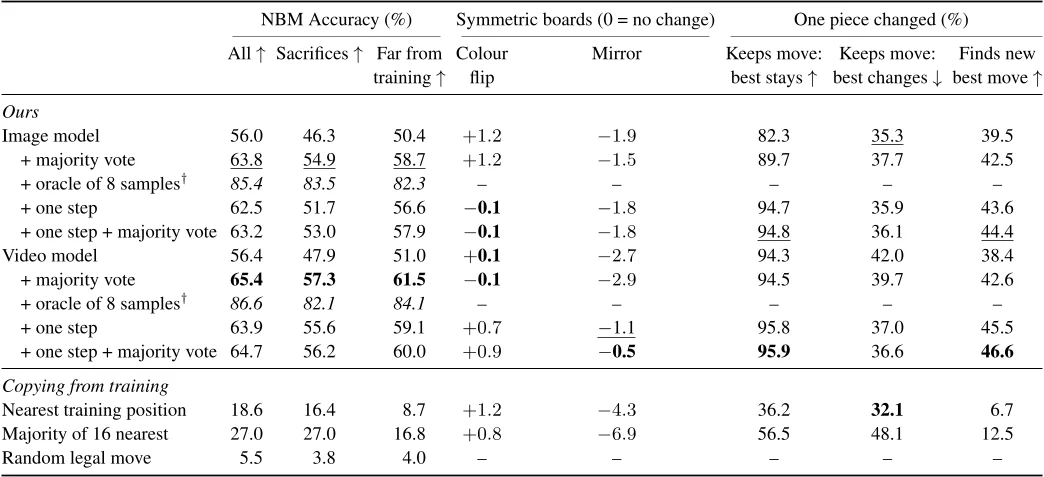 NBM Accuracy (%) Symmetric boards (0 = no change) One piece changed (%)
All ↑ Sacrifices ↑ Far from Colour Mirror Keeps move: Keeps move: Finds new
training ↑ flip best stays ↑ best changes ↓ best move ↑
Ours
Image model 56.0 46.3 50.4 +1.2 −1.9 82.3 35.3 39.5
+ majority vote 63.8 54.9 58.7 +1.2 −1.5 89.7 37.7 42.5
+ oracle of 8 samples† 85.4 83.5 82.3 – – – – –
+ one step 62.5 51.7 56.6 −0.1 −1.8 94.7 35.9 43.6
+ one step + majority vote 63.2 53.0 57.9 −0.1 −1.8 94.8 36.1 44.4
Video model 56.4 47.9 51.0 +0.1 −2.7 94.3 42.0 38.4
+ majority vote 65.4 57.3 61.5 −0.1 −2.9 94.5 39.7 42.6
+ oracle of 8 samples† 86.6 82.1 84.1 – – – – –
+ one step 63.9 55.6 59.1 +0.7 −1.1 95.8 37.0 45.5
+ one step + majority vote 64.7 56.2 60.0 +0.9 −0.5 95.9 36.6 46.6
Copying from training
Nearest training position 18.6 16.4 8.7 +1.2 −4.3 36.2 32.1 6.7
Majority of 16 nearest 27.0 27.0 16.8 +0.8 −6.9 56.5 48.1 12.5
Random legal move 5.5 3.8 4.0 – – – – –